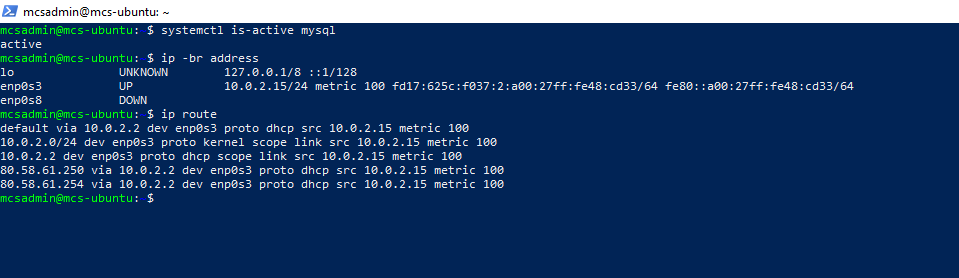 mcsadmin@mcs-ubuntu: ~
mcsadmin@mcs-ubuntu: $ systemctl is-active mysql
active
mcsadmin@mcs-ubuntu: $ ip -br address
lo               UNKNOWN        127.0.0.1/8 ::1/128
enp0s3           UP             10.0.2.15/24 metric 100 fd17:625c:f037:2:a00:27ff:fe48:cd33/64 fe80::a00:27ff:fe48:cd33/64
enp0s8           DOWN
mcsadmin@mcs-ubuntu: $ ip route
default via 10.0.2.2 dev enp0s3 proto dhcp src 10.0.2.15 metric 100
10.0.2.0/24 dev enp0s3 proto kernel scope link src 10.0.2.15 metric 100
10.0.2.2 dev enp0s3 proto dhcp scope link src 10.0.2.15 metric 100
80.58.61.250 via 10.0.2.2 dev enp0s3 proto dhcp src 10.0.2.15 metric 100
80.58.61.254 via 10.0.2.2 dev enp0s3 proto dhcp src 10.0.2.15 metric 100
mcsadmin@mcs-ubuntu: $